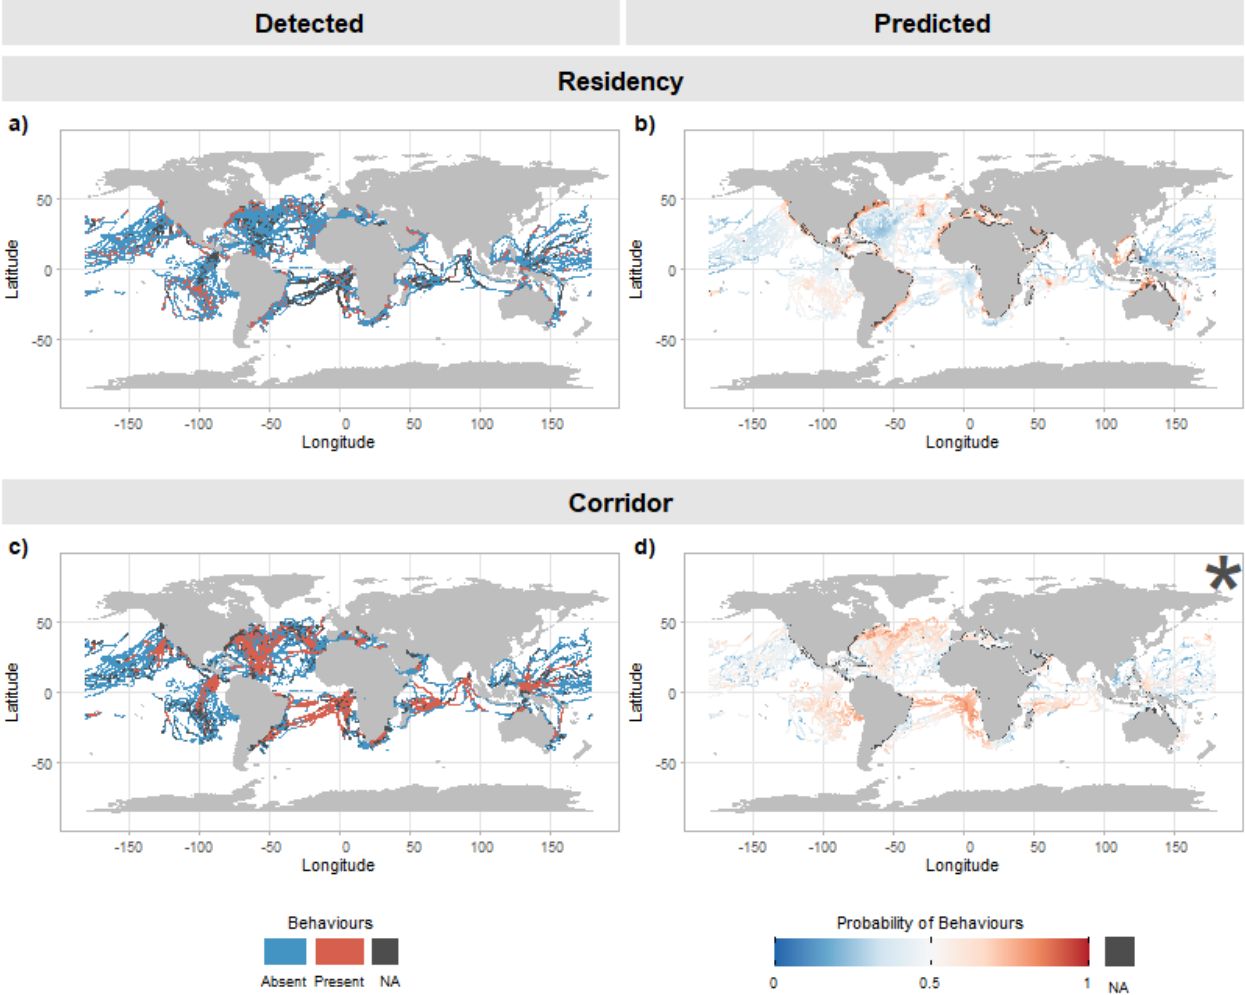 Detected Predicted
Residency
a) b)
50 50
0 0
-50 -50
Latitude Latitude
-150 -100 -50 0 50 100 150 -150 -100 -50 0 50 100 150
Longitude Longitude
Corridor
c) d) *
50 50
0 0
-50 -50
Latitude Latitude
-150 -100 -50 0 50 100 150 -150 -100 -50 0 50 100 150
Longitude Longitude
Behaviours Probability of Behaviours
Absent Present NA 0 0.5 1 NA